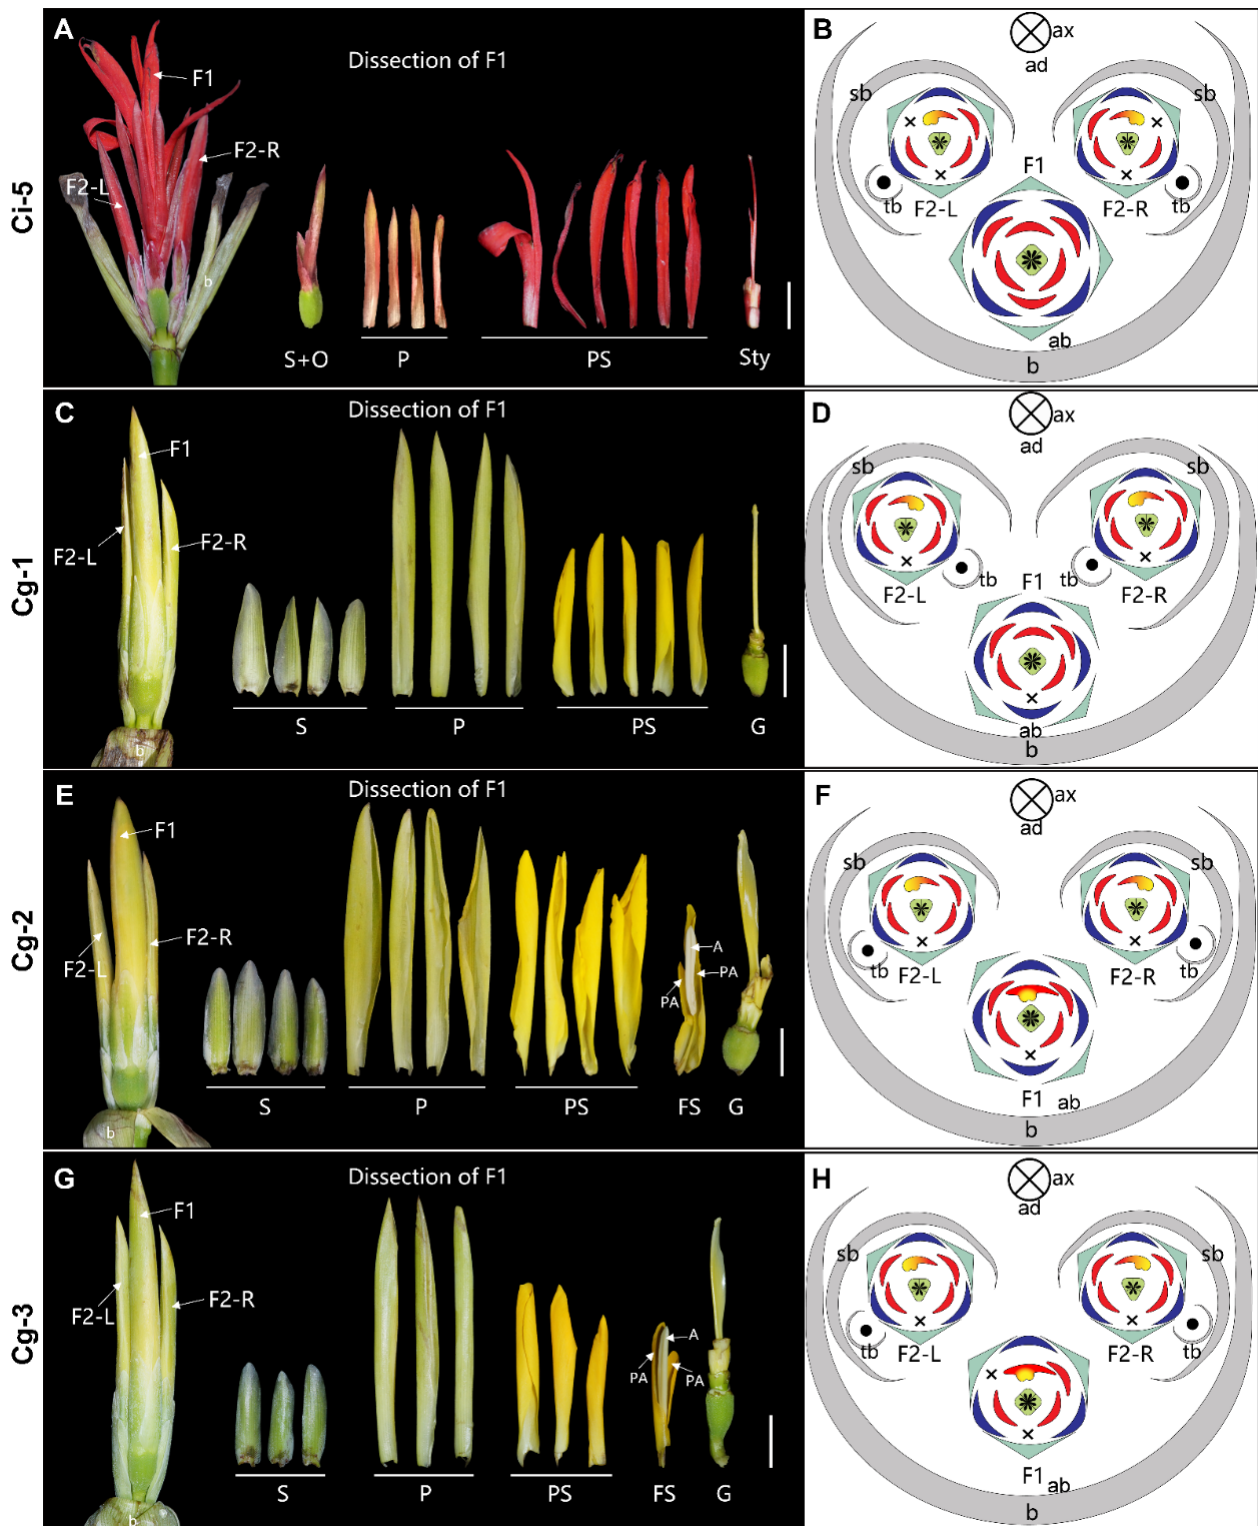 Ci-5
A
Dissection of F1
F1
F2-R
F2-L
b
S+O
P
PS
Sty
B
ax
ad
sb
sb
F1
tb
F2-L
F2-R
tb
ab
b
Cg-1
C
Dissection of F1
F1
F2-L
F2-R
b
S
P
PS
G
D
ax
ad
sb
sb
tb
tb
F2-L
F1
F2-R
ab
b
Cg-2
E
Dissection of F1
F1
F2-R
F2-L
b
A
PA
PA
S
P
PS
FS
G
F
ax
ad
sb
sb
tb
F2-L
F2-R
tb
F1
ab
b
Cg-3
G
Dissection of F1
F1
F2-L
F2-R
b
A
PA
PA
S
P
PS
FS
G
H
ax
ad
sb
sb
tb
F2-L
F2-R
tb
F1
ab
b